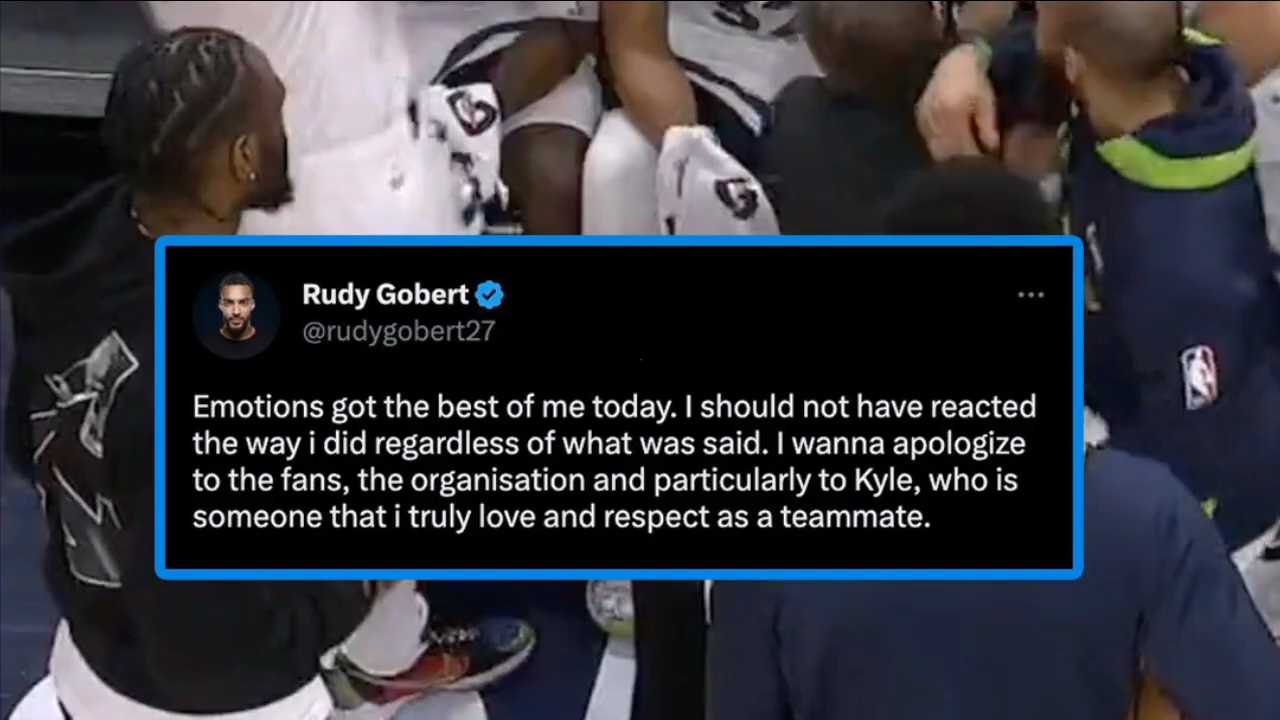 Rudy Gobert
@rudygobert27
Emotions got the best of me today. I should not have reacted
the way i did regardless of what was said. I wanna apologize
to the fans, the organisation and particularly to Kyle, who is
someone that i truly love and respect as a teammate.